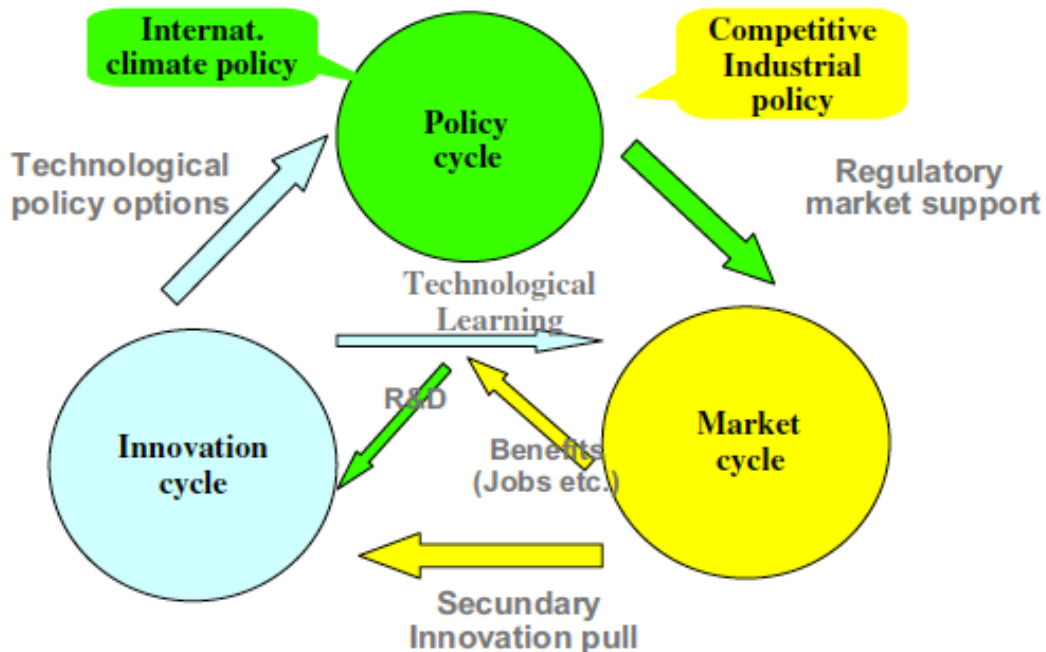 Internat.
climate policy
Competitive
Industrial
policy
Policy
cycle
Technological
policy options
Regulatory
market support
Technological
Learning
R&D
Innovation
cycle
Benefits
(Jobs etc.)
Market
cycle
Secundary
Innovation pull